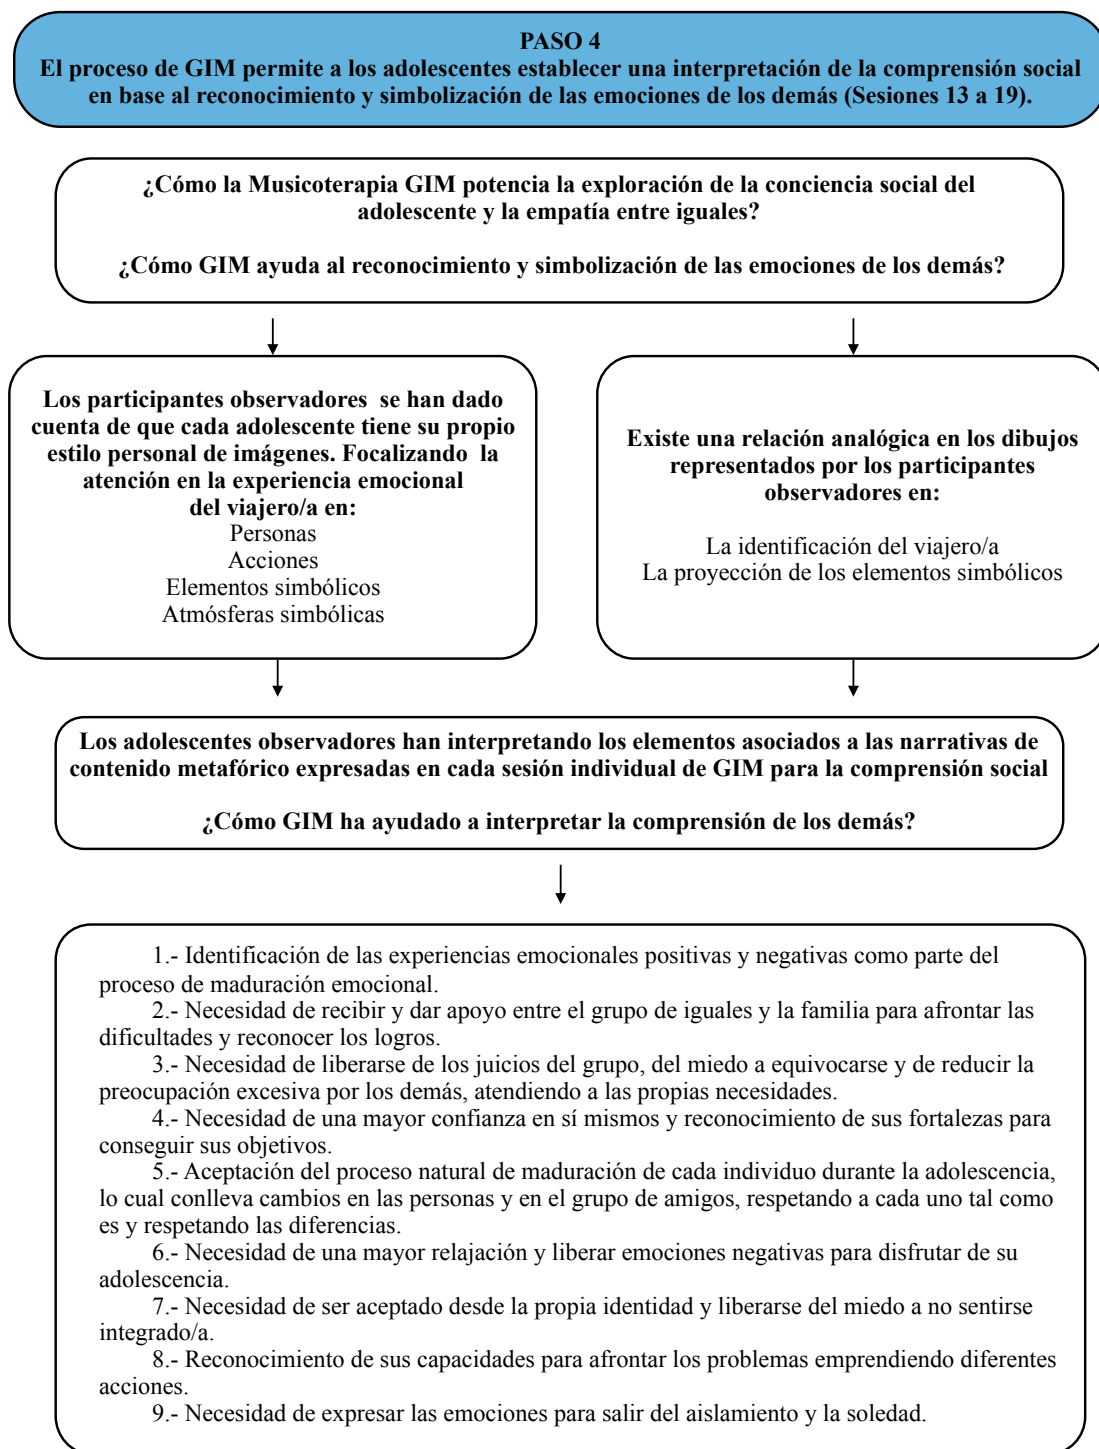 PASO 4
El proceso de GIM permite a los adolescentes establecer una interpretación de la comprensión social
en base al reconocimiento y simbolización de las emociones de los demás (Sesiones 13 a 19).
¿Cómo la Musicoterapia GIM potencia la exploración de la conciencia social del
adolescente y la empatía entre iguales?
¿Cómo GIM ayuda al reconocimiento y simbolización de las emociones de los demás?
Los participantes observadores se han dado
cuenta de que cada adolescente tiene su propio
estilo personal de imágenes. Focalizando la
atención en la experiencia emocional
del viajero/a en:
Personas
Acciones
Elementos simbólicos
Atmósferas simbólicas
Existe una relación analógica en los dibujos
representados por los participantes
observadores en:
La identificación del viajero/a
La proyección de los elementos simbólicos
Los adolescentes observadores han interpretando los elementos asociados a las narrativas de
contenido metafórico expresadas en cada sesión individual de GIM para la comprensión social
¿Cómo GIM ha ayudado a interpretar la comprensión de los demás?
1.- Identificación de las experiencias emocionales positivas y negativas como parte del
proceso de maduración emocional.
2.- Necesidad de recibir y dar apoyo entre el grupo de iguales y la familia para afrontar las
dificultades y reconocer los logros.
3.- Necesidad de liberarse de los juicios del grupo, del miedo a equivocarse y de reducir la
preocupación excesiva por los demás, atendiendo a las propias necesidades.
4.- Necesidad de una mayor confianza en sí mismos y reconocimiento de sus fortalezas para
conseguir sus objetivos.
5.- Aceptación del proceso natural de maduración de cada individuo durante la adolescencia,
lo cual conlleva cambios en las personas y en el grupo de amigos, respetando a cada uno tal como
es y respetando las diferencias.
6.- Necesidad de una mayor relajación y liberar emociones negativas para disfrutar de su
adolescencia.
7.- Necesidad de ser aceptado desde la propia identidad y liberarse del miedo a no sentirse
integrado/a.
8.- Reconocimiento de sus capacidades para afrontar los problemas emprendiendo diferentes
acciones.
9.- Necesidad de expresar las emociones para salir del aislamiento y la soledad.